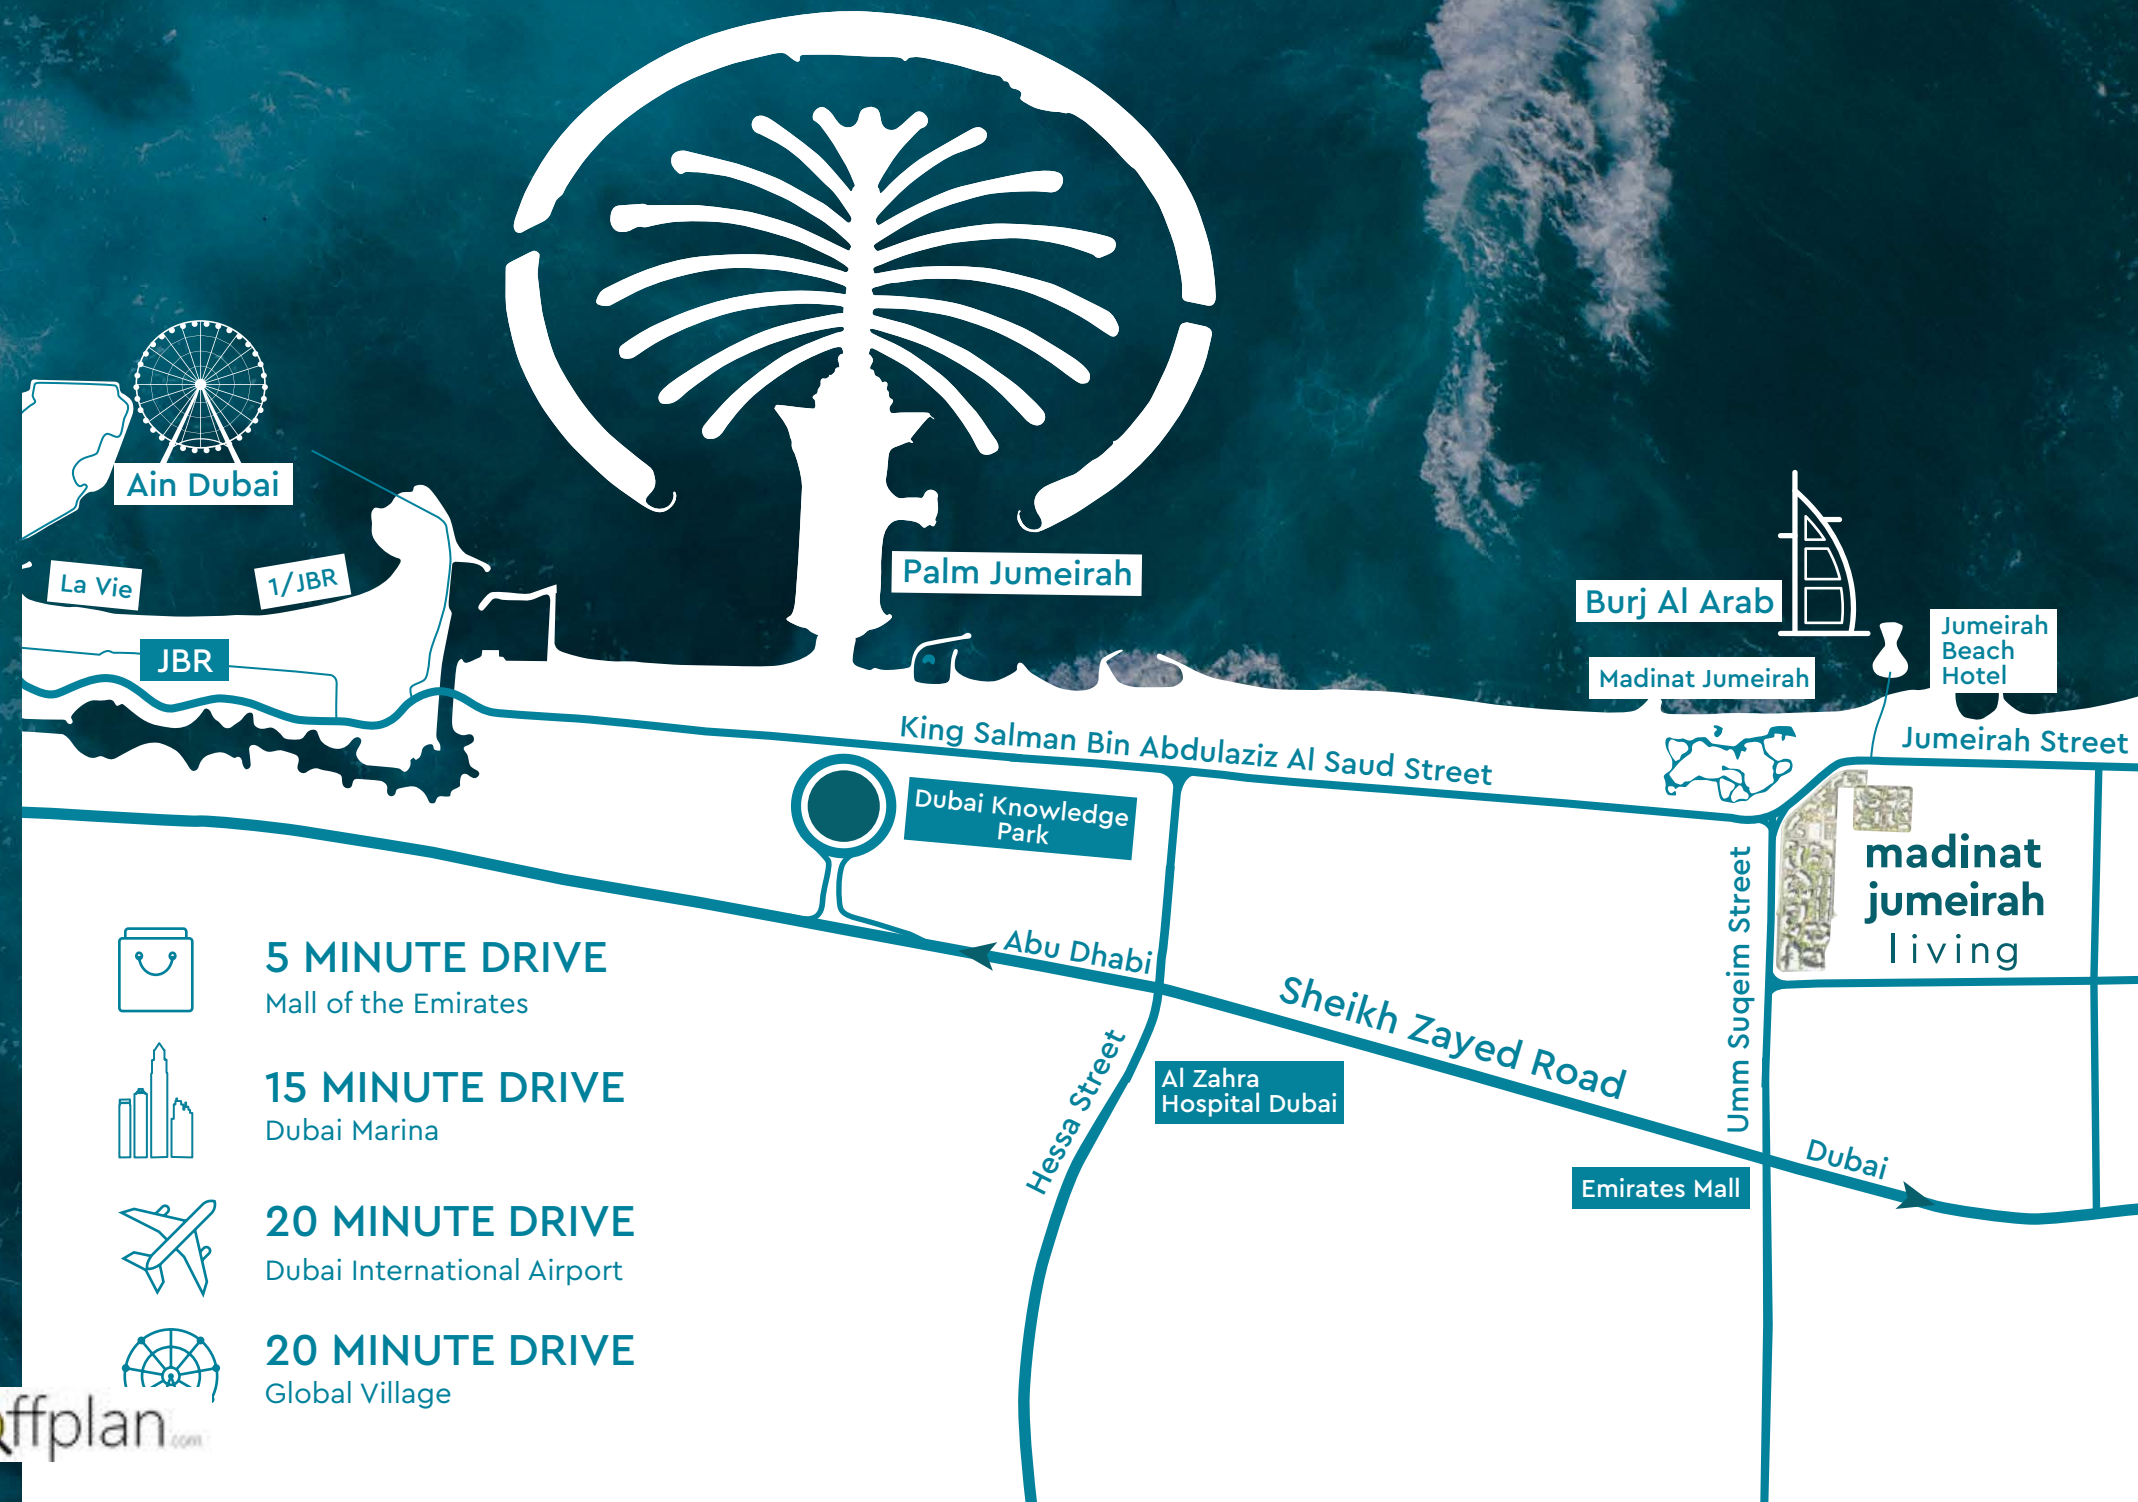 Ain Dubai
La Vie
1/JBR
JBR
Palm Jumeirah
Burj Al Arab
Jumeirah
Beach
Hotel
Madinat Jumeirah
King Salman Bin Abdulaziz Al Saud Street
Jumeirah Street
Dubai Knowledge
Park
madinat
jumeirah
living
Umm Suqeim Street
Abu Dhabi
Sheikh Zayed Road
Hessa Street
Al Zahra
Hospital Dubai
Dubai
Emirates Mall
5 MINUTE DRIVE
Mall of the Emirates
15 MINUTE DRIVE
Dubai Marina
20 MINUTE DRIVE
Dubai International Airport
20 MINUTE DRIVE
Global Village
offplan.com